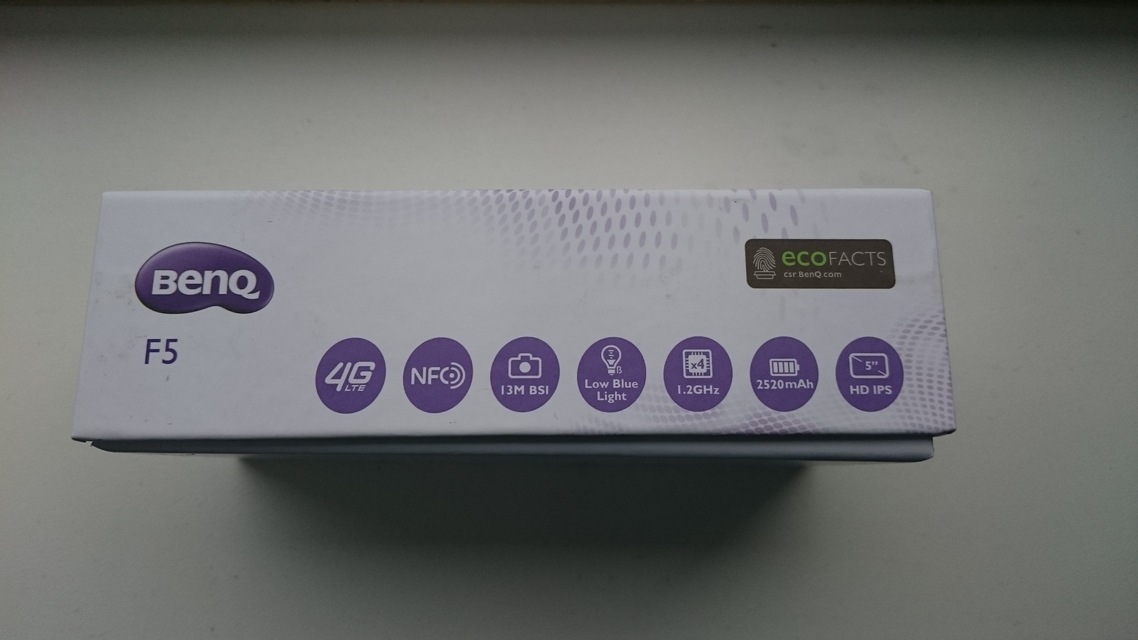 BenQ
ecoFACTS
csr BenQ.com
F5
4G
LTE
NFC
13M BSI
Low Blue
Light
x4
1.2GHz
2520mAh
5"
HD IPS